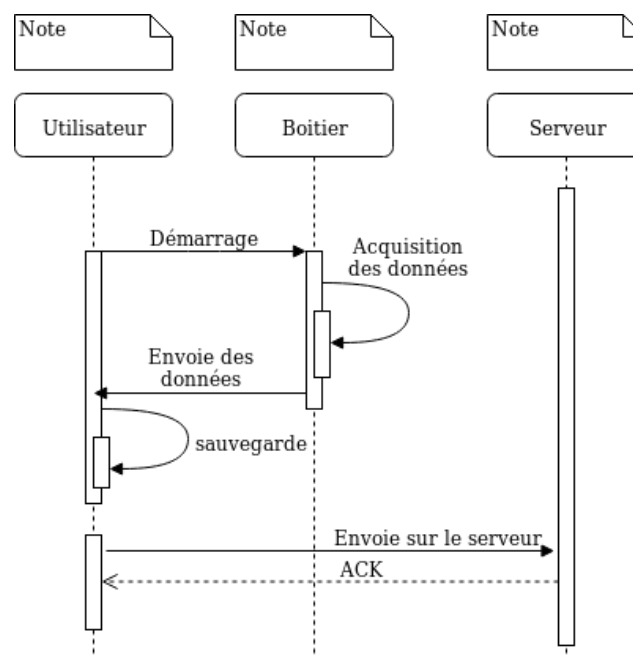 Note
Note
Note
Utilisateur
Boitier
Serveur
Démarrage
Acquisition
des données
Envoie des
données
sauvegarde
Envoie sur le serveur
ACK